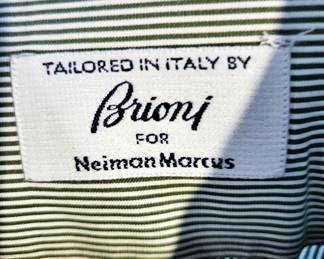 TAILORED IN ITALY BY
Brioni
FOR
Neiman Marcus